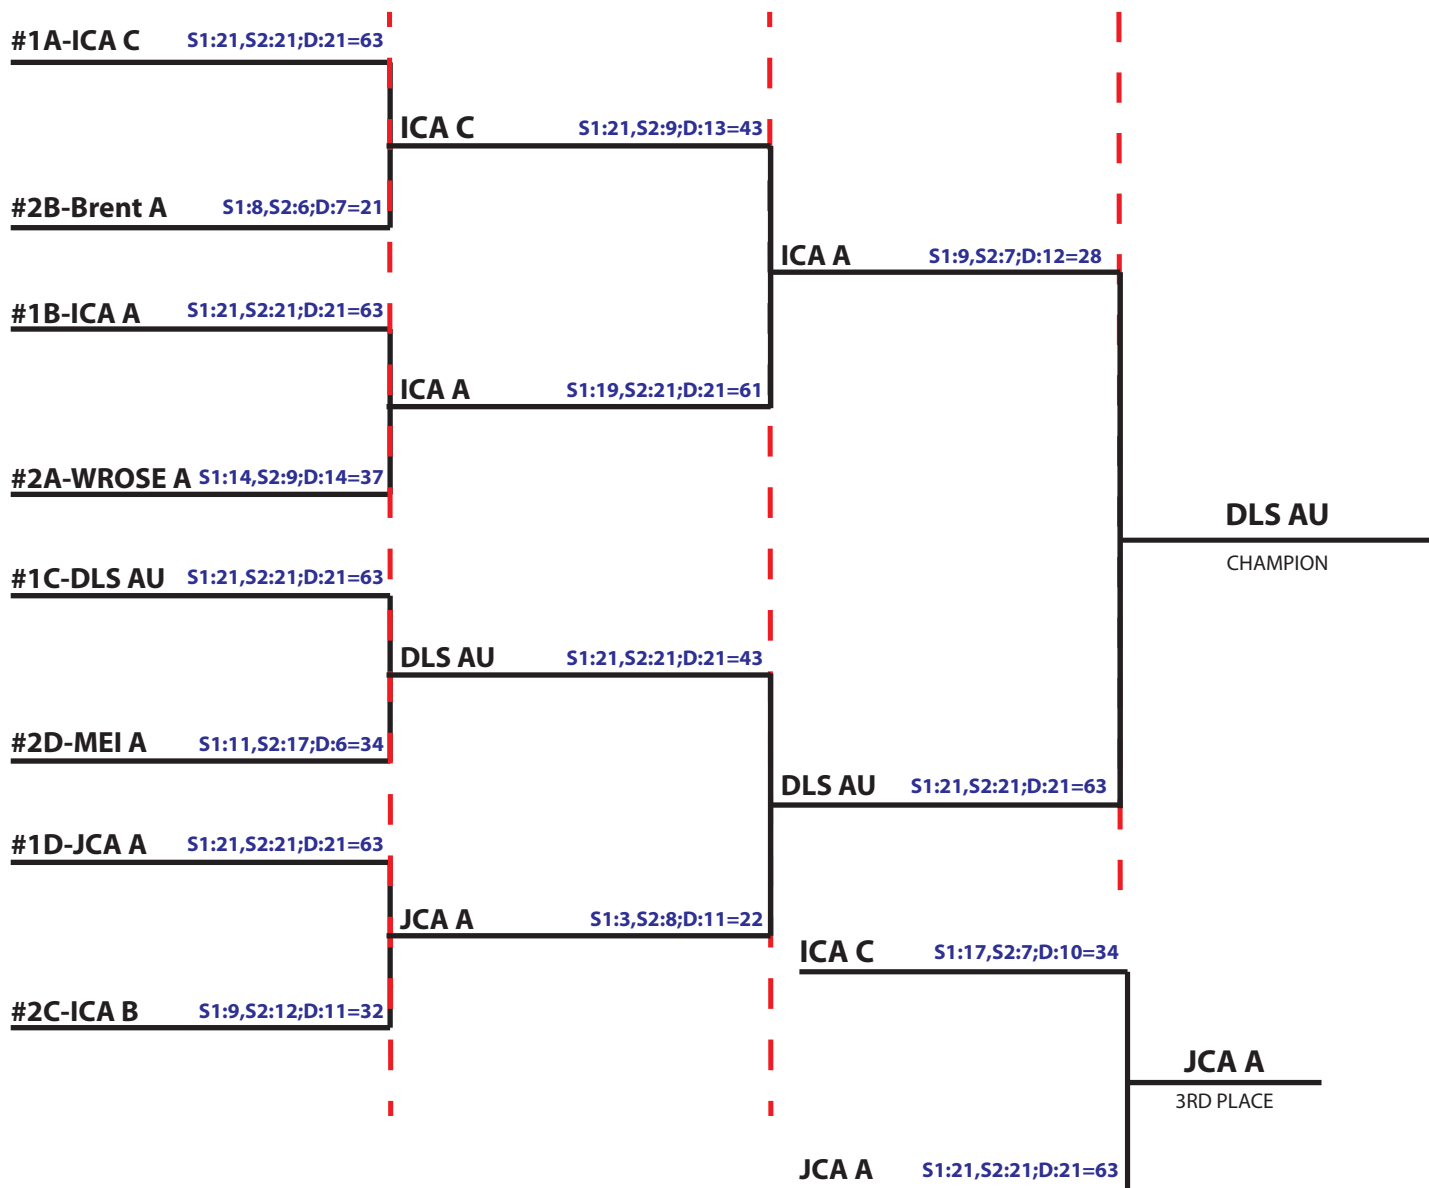 #1A-ICA C S1:21,S2:21;D:21=63
ICA C S1:21,S2:9;D:13=43
#2B-Brent A S1:8,S2:6;D:7=21
ICA A S1:9,S2:7;D:12=28
#1B-ICA A S1:21,S2:21;D:21=63
ICA A S1:19,S2:21;D:21=61
#2A-WROSE A S1:14,S2:9;D:14=37
DLS AU
CHAMPION
#1C-DLS AU S1:21,S2:21;D:21=63
DLS AU S1:21,S2:21;D:21=43
#2D-MEI A S1:11,S2:17;D:6=34
DLS AU S1:21,S2:21;D:21=63
#1D-JCA A S1:21,S2:21;D:21=63
JCA A S1:3,S2:8;D:11=22
ICA C S1:17,S2:7;D:10=34
#2C-ICA B S1:9,S2:12;D:11=32
JCA A
3RD PLACE
JCA A S1:21,S2:21;D:21=63